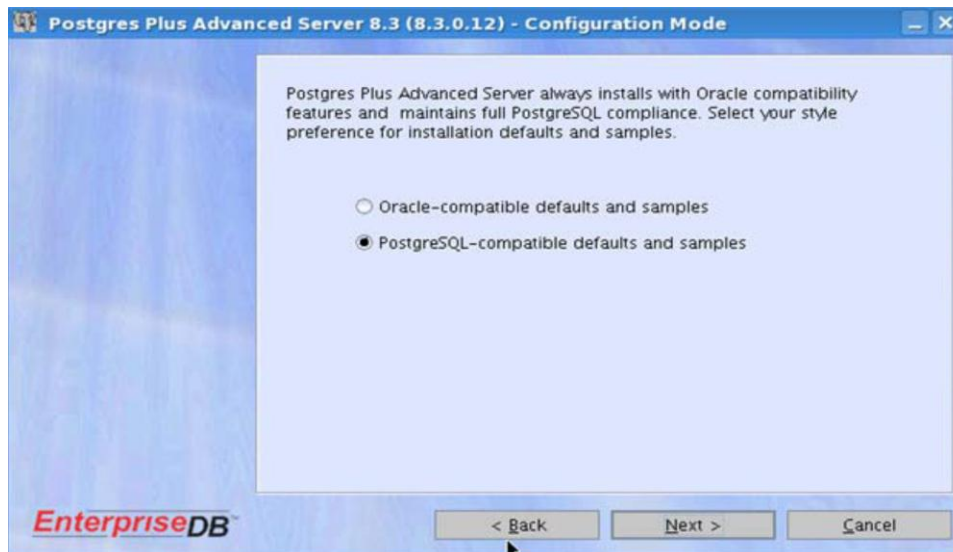 Postgres Plus Advanced Server 8.3 (8.3.0.12) - Configuration Mode
Postgres Plus Advanced Server always installs with Oracle compatibility
features and maintains full PostgreSQL compliance. Select your style
preference for installation defaults and samples.
Oracle-compatible defaults and samples
PostgreSQL-compatible defaults and samples
EnterpriseDB
< Back
Next >
Cancel